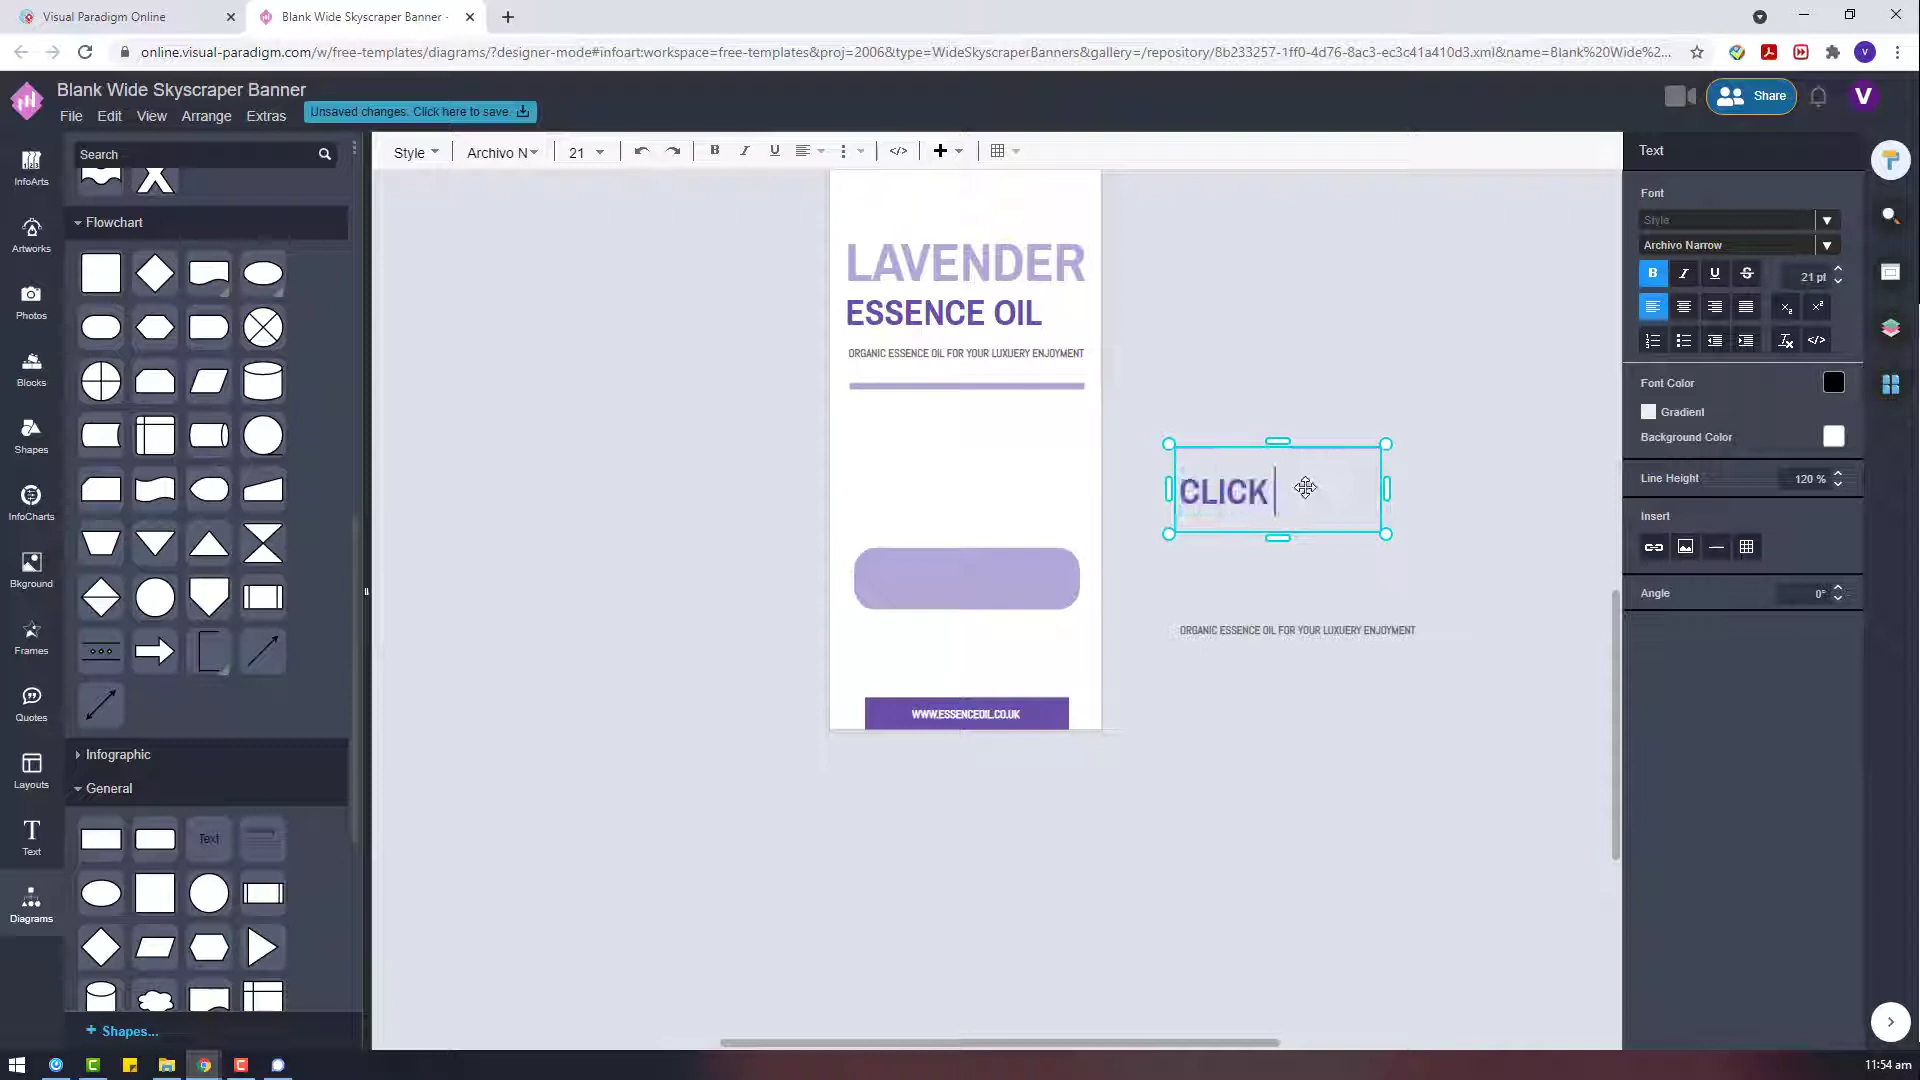 Visual Paradigm Online
Blank Wide Skyscraper Banner -
online.visual-paradigm.com/w/free-templates/diagrams/?designer-mode#infoart:workspace=free-templates&proj=2006&type=WideSkyscraperBanners&gallery=/repository/8b233257-1ff0-4d76-8ac3-ec3c41a410d3.xml&name=Blank%20Wide%2...
V
Blank Wide Skyscraper Banner
File Edit View Arrange Extras
Unsaved changes. Click here to save.
Share
V
Search
Style
Archivo N
21
B I U
</>
Text
InfoArts
Artworks
Photos
Blocks
Shapes
InfoCharts
Bkground
Frames
Quotes
Layouts
T
Text
Diagrams
Flowchart
Infographic
General
Text
+ Shapes...
LAVENDER
ESSENCE OIL
ORGANIC ESSENCE OIL FOR YOUR LUXUERY ENJOYMENT
WWW.ESSENCEOIL.CO.UK
CLICK
ORGANIC ESSENCE OIL FOR YOUR LUXUERY ENJOYMENT
Font
Style
Archivo Narrow
B I U S
21 pt
</>
Font Color
Gradient
Background Color
Line Height
120 %
Insert
Angle
0°
11:54 am